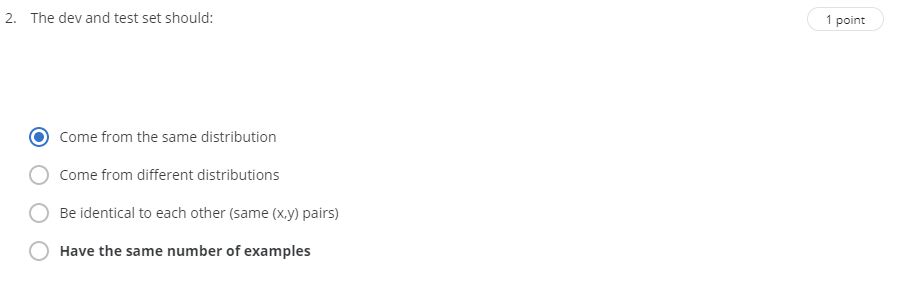 2. The dev and test set should:
1 point
Come from the same distribution
Come from different distributions
Be identical to each other (same (x,y) pairs)
Have the same number of examples